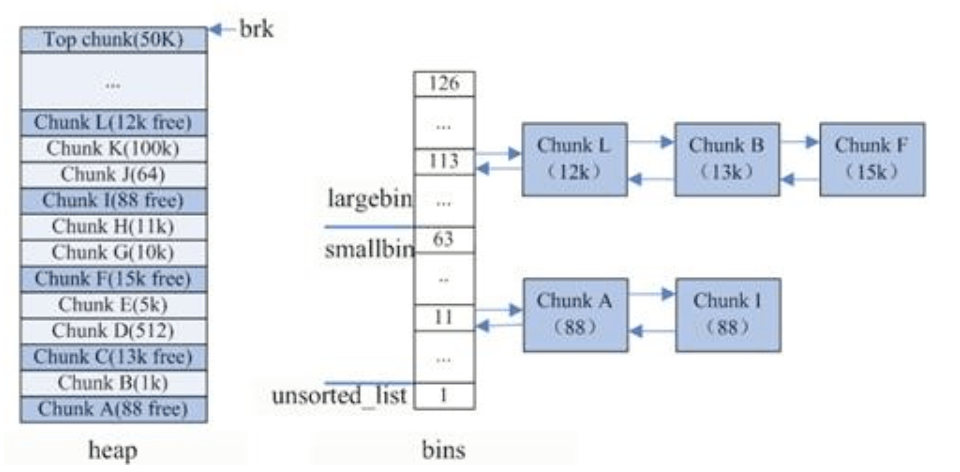 brk
Top chunk(50K)
...
Chunk L(12k free)
Chunk K(100k)
Chunk J(64)
Chunk I(88 free)
Chunk H(11k)
Chunk G(10k)
Chunk F(15k free)
Chunk E(5k)
Chunk D(512)
Chunk C(13k free)
Chunk B(1k)
Chunk A(88 free)
heap
126
...
113
...
largebin
smallbin
63
..
11
...
unsorted_list
1
bins
Chunk L
（12k）
Chunk B
（13k）
Chunk F
（15k）
Chunk A
（88）
Chunk I
（88）